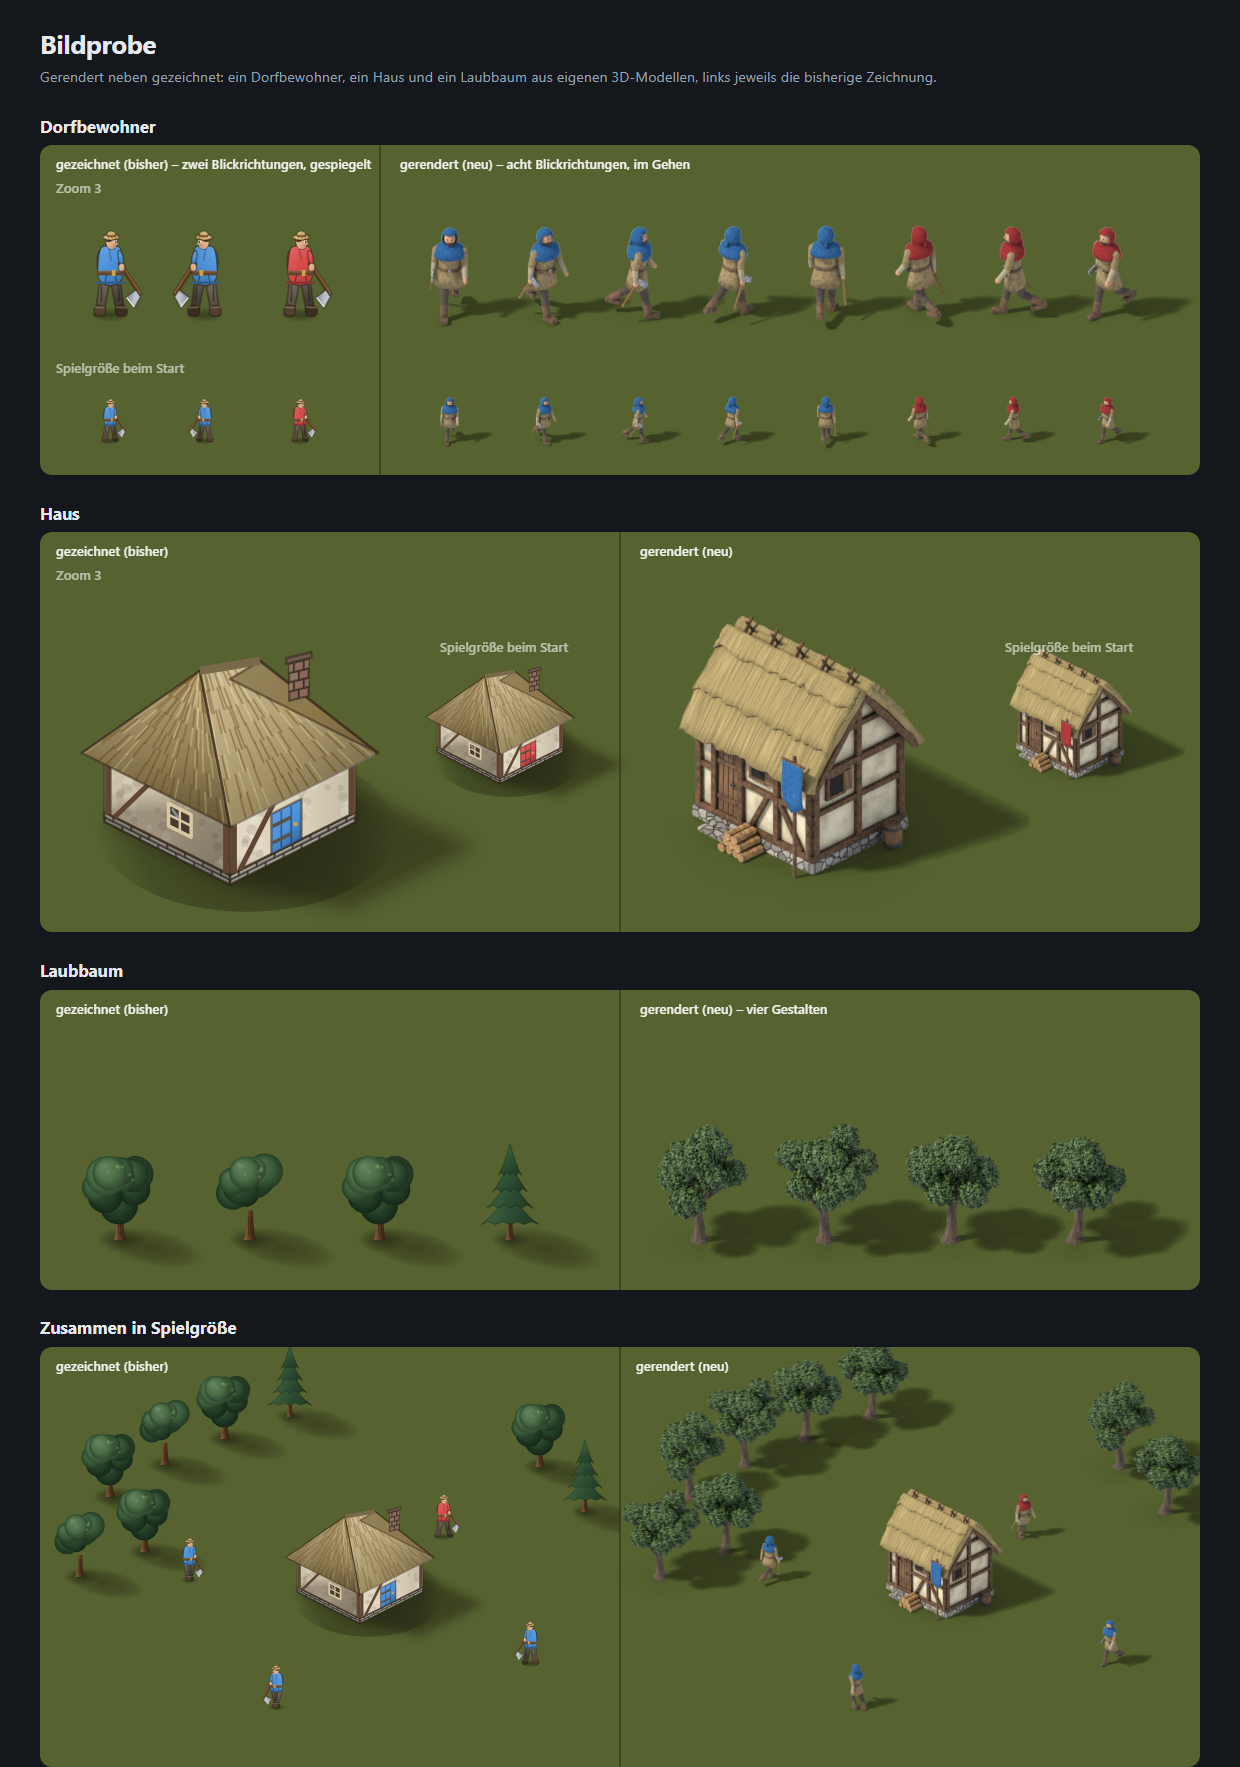 Bildprobe
Gerendert neben gezeichnet: ein Dorfbewohner, ein Haus und ein Laubbaum aus eigenen 3D-Modellen, links jeweils die bisherige Zeichnung.
Dorfbewohner
gezeichnet (bisher) – zwei Blickrichtungen, gespiegelt
gerendert (neu) – acht Blickrichtungen, im Gehen
Zoom 3
Spielgröße beim Start
Haus
gezeichnet (bisher)
gerendert (neu)
Zoom 3
Spielgröße beim Start
Spielgröße beim Start
Laubbaum
gezeichnet (bisher)
gerendert (neu) – vier Gestalten
Zusammen in Spielgröße
gezeichnet (bisher)
gerendert (neu)